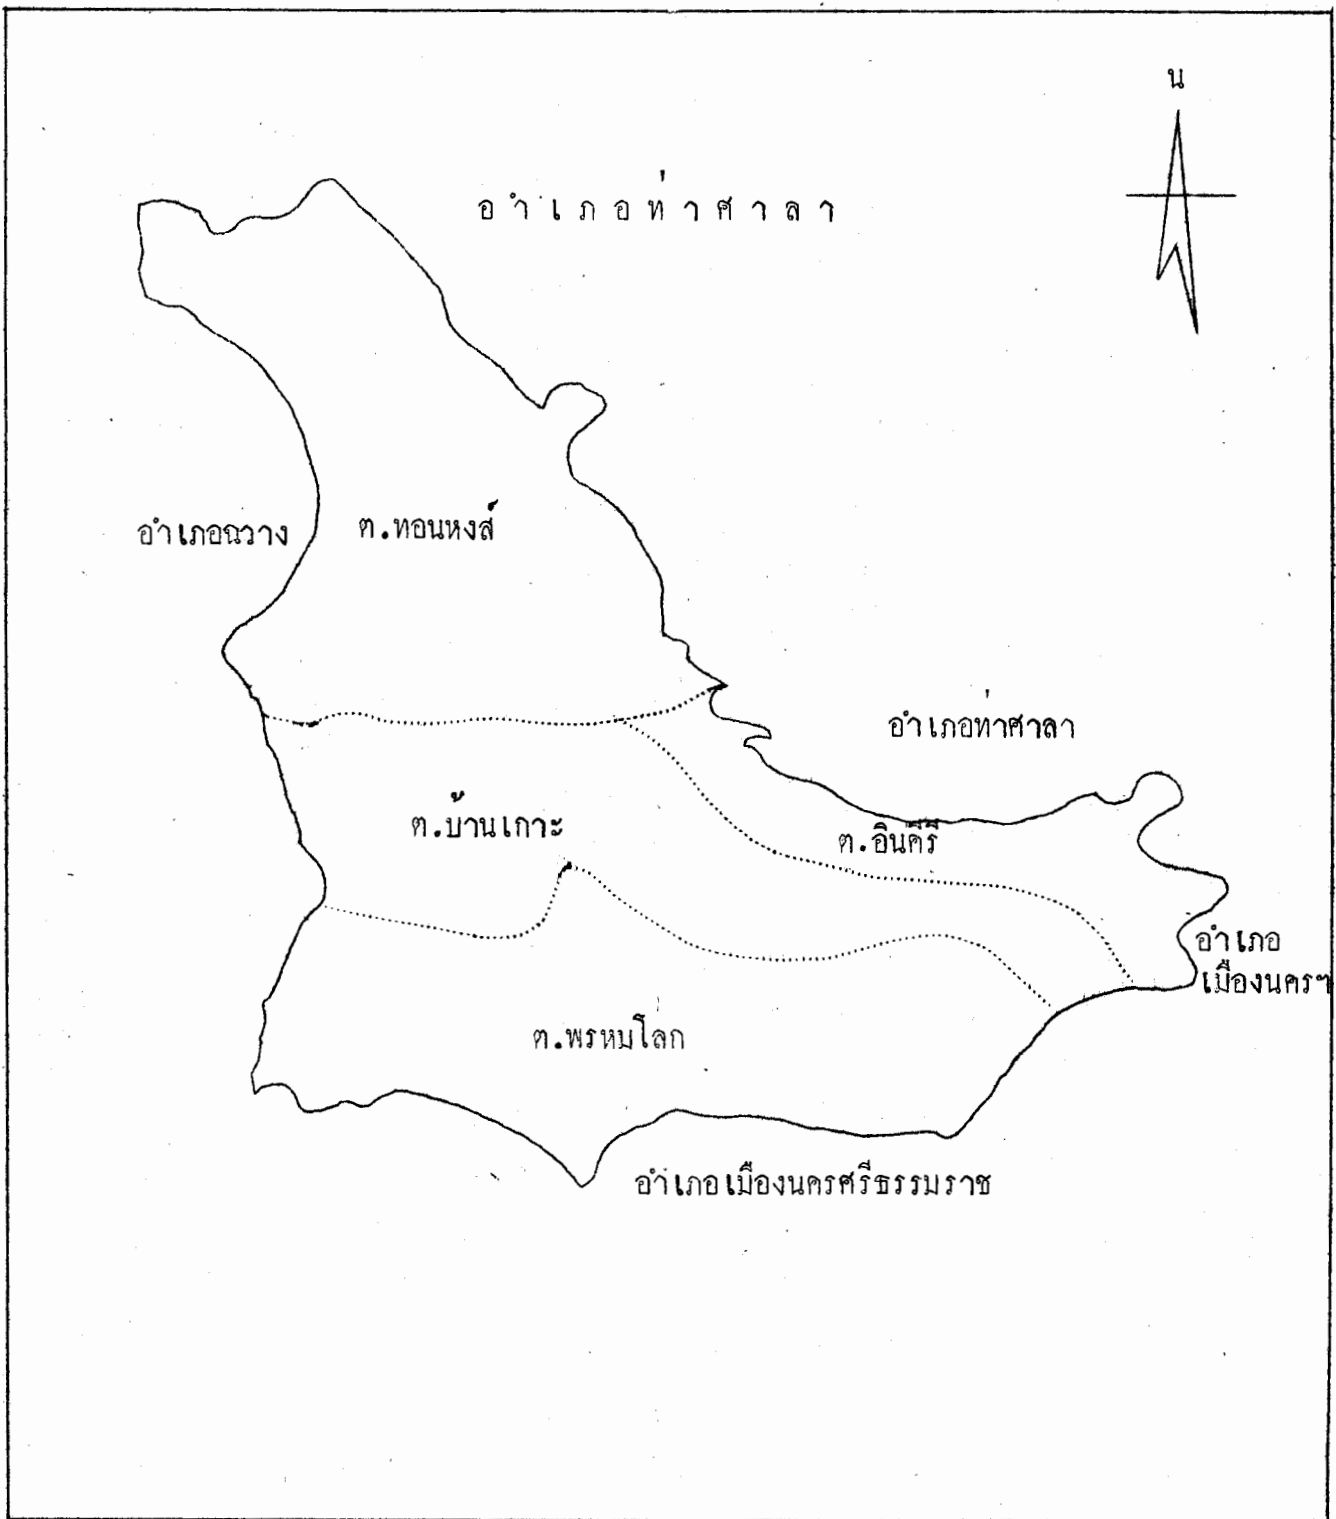 น
อำเภอท่าศาลา
อำเภอฉวาง
ต.ทอนหงส์
อำเภอท่าศาลา
ต.บ้านเกาะ
ต.อินคีรี
อำเภอ
เมืองนครฯ
ต.พรหมโลก
อำเภอเมืองนครศรีธรรมราช